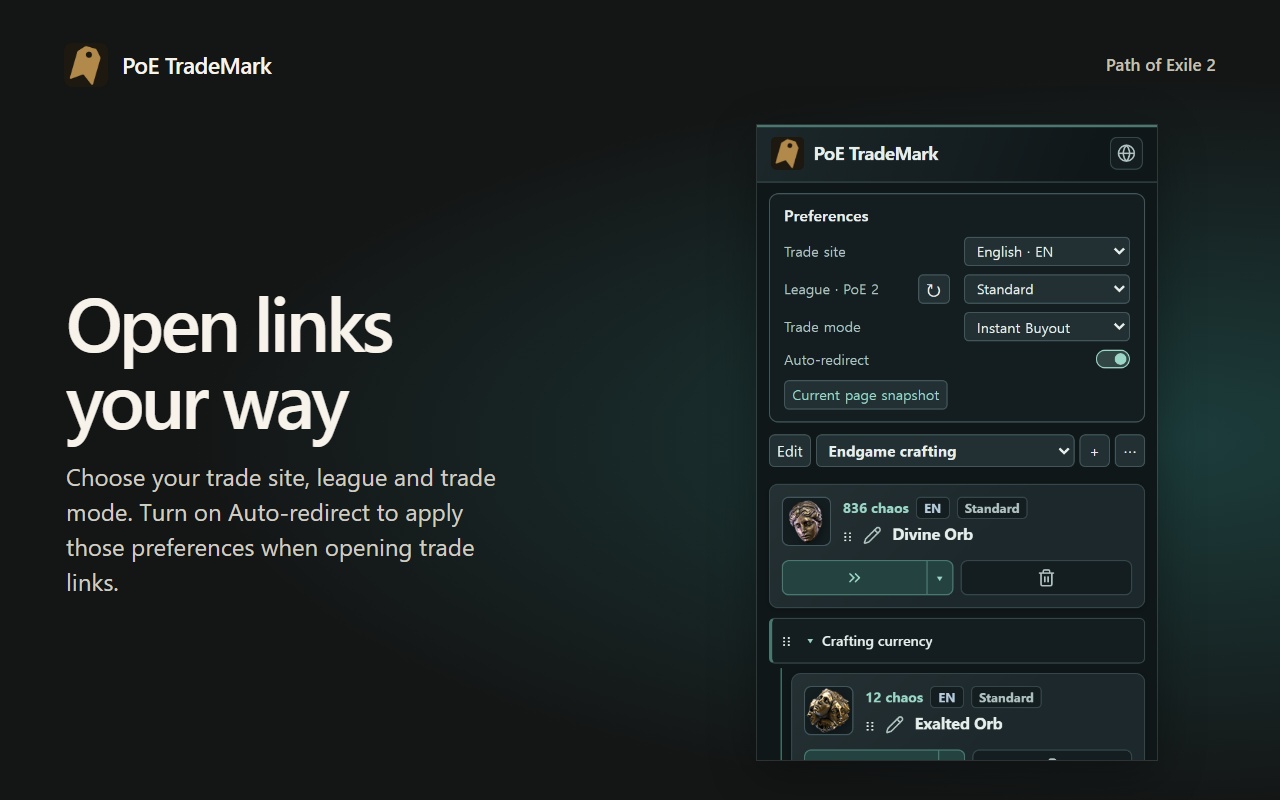 PoE TradeMark
Path of Exile 2
Open links
your way
Choose your trade site, league and trade
mode. Turn on Auto-redirect to apply
those preferences when opening trade
links.
PoE TradeMark
Preferences
Trade site
English · EN
League · PoE 2
Standard
Trade mode
Instant Buyout
Auto-redirect
Current page snapshot
Edit
Endgame crafting
+
...
836 chaos EN Standard
Divine Orb
Crafting currency
12 chaos EN Standard
Exalted Orb